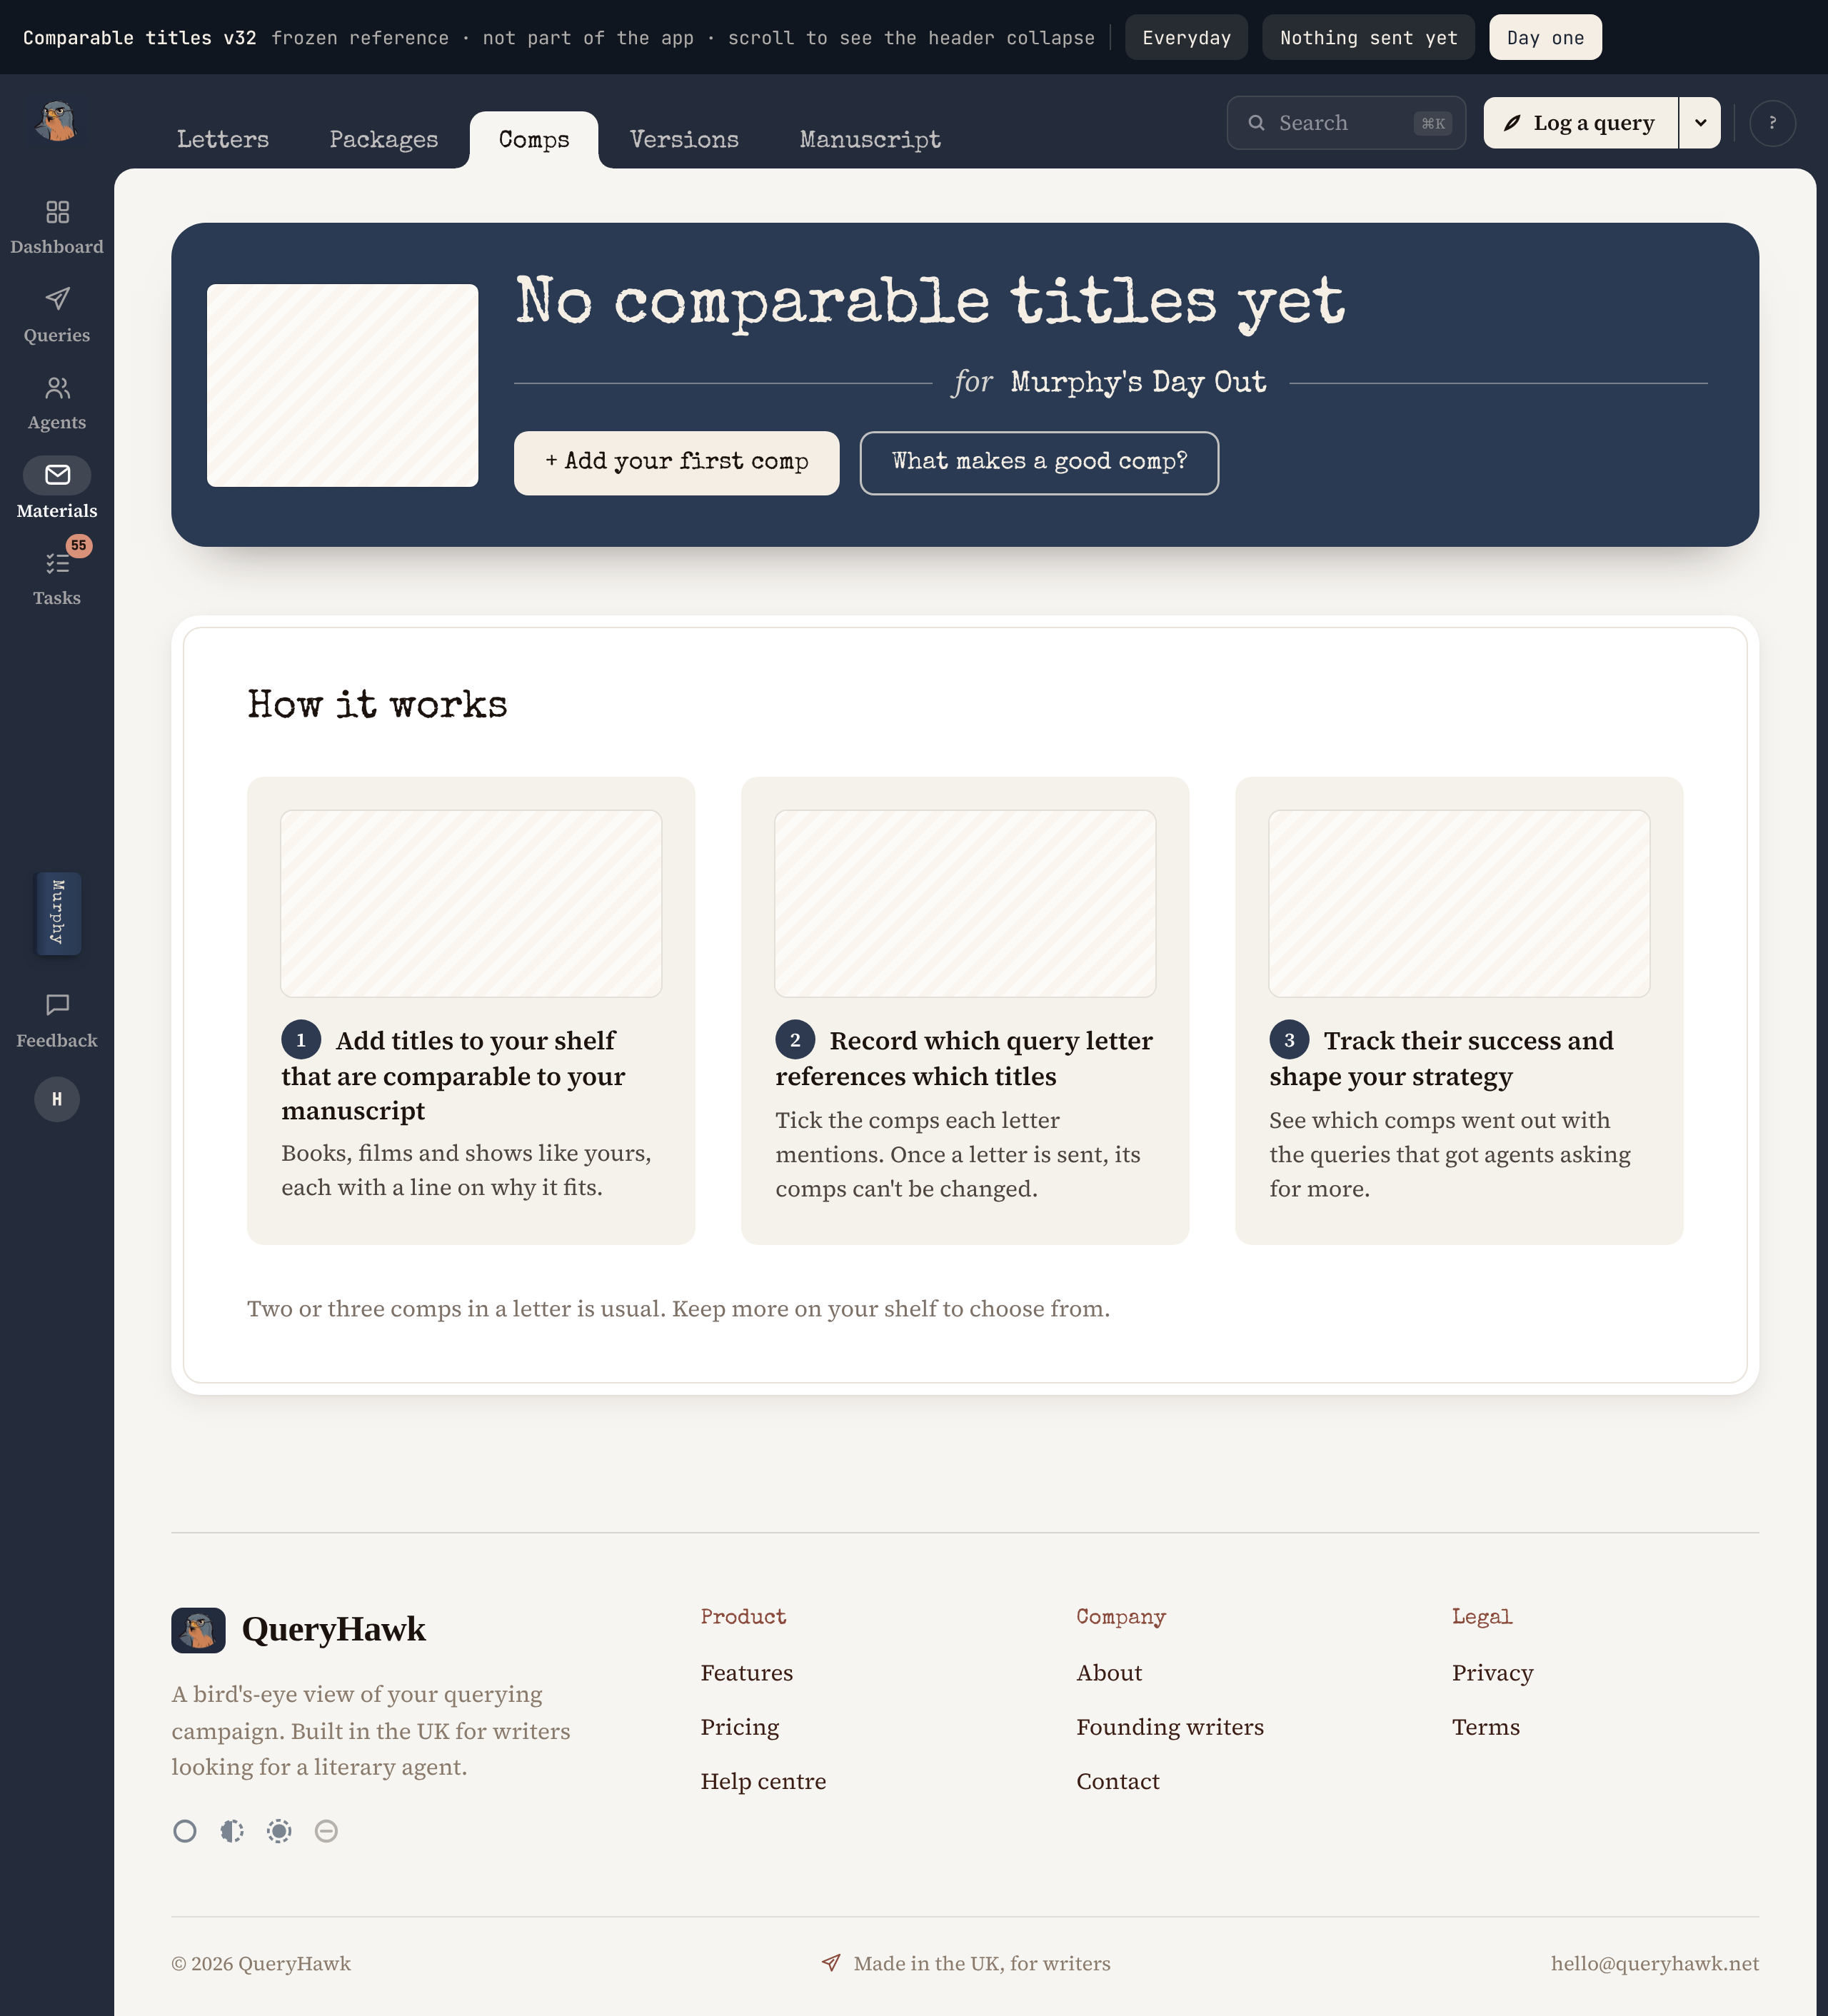 Comparable titles v32 frozen reference · not part of the app · scroll to see the header collapse
Everyday
Nothing sent yet
Day one
Letters
Packages
Comps
Versions
Manuscript
Search
⌘K
Log a query
?
Dashboard
Queries
Agents
Materials
55
Tasks
Murphy
Feedback
H
No comparable titles yet
for Murphy's Day Out
+ Add your first comp
What makes a good comp?
How it works
1 Add titles to your shelf
that are comparable to your
manuscript
Books, films and shows like yours,
each with a line on why it fits.
2 Record which query letter
references which titles
Tick the comps each letter
mentions. Once a letter is sent, its
comps can't be changed.
3 Track their success and
shape your strategy
See which comps went out with
the queries that got agents asking
for more.
Two or three comps in a letter is usual. Keep more on your shelf to choose from.
QueryHawk
A bird's-eye view of your querying
campaign. Built in the UK for writers
looking for a literary agent.
Product
Features
Pricing
Help centre
Company
About
Founding writers
Contact
Legal
Privacy
Terms
© 2026 QueryHawk
Made in the UK, for writers
hello@queryhawk.net